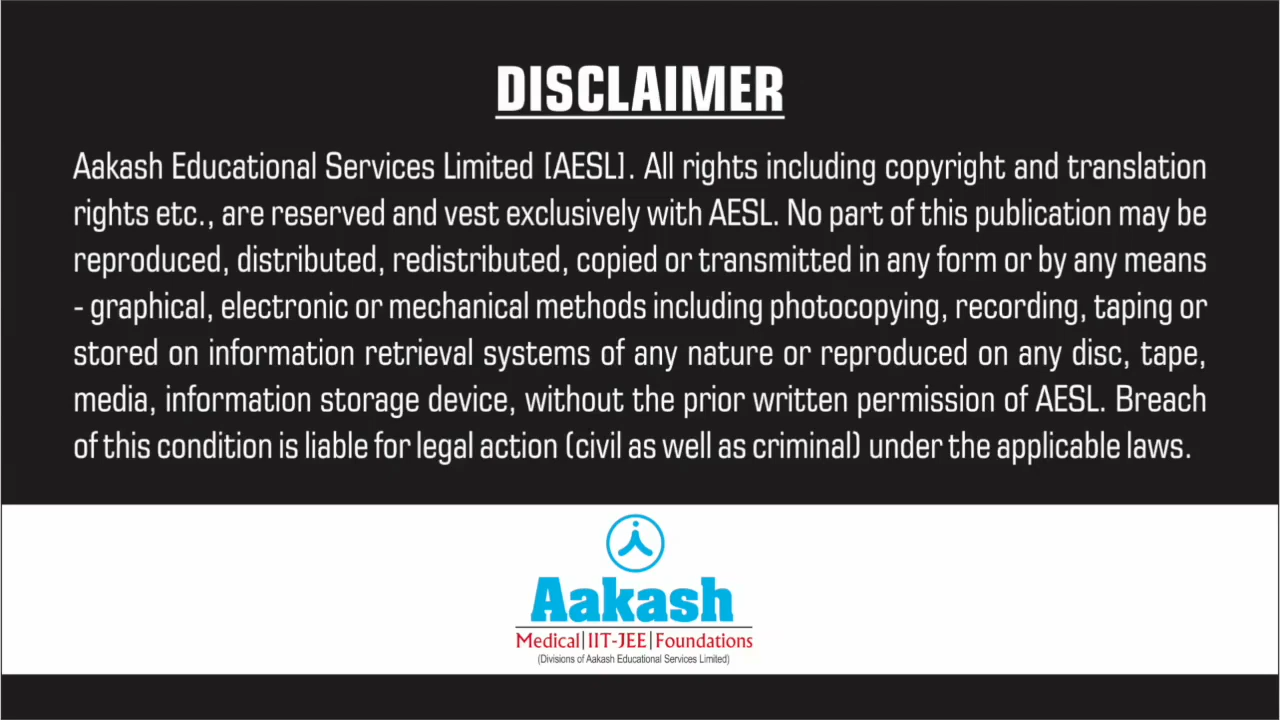 DISCLAIMER
Aakash Educational Services Limited [AESL]. All rights including copyright and translation
rights etc., are reserved and vest exclusively with AESL. No part of this publication may be
reproduced, distributed, redistributed, copied or transmitted in any form or by any means
- graphical, electronic or mechanical methods including photocopying, recording, taping or
stored on information retrieval systems of any nature or reproduced on any disc, tape,
media, information storage device, without the prior written permission of AESL. Breach
of this condition is liable for legal action (civil as well as criminal) under the applicable laws.
Aakash
Medical|IIT-JEE|Foundations
(Divisions of Aakash Educational Services Limited)